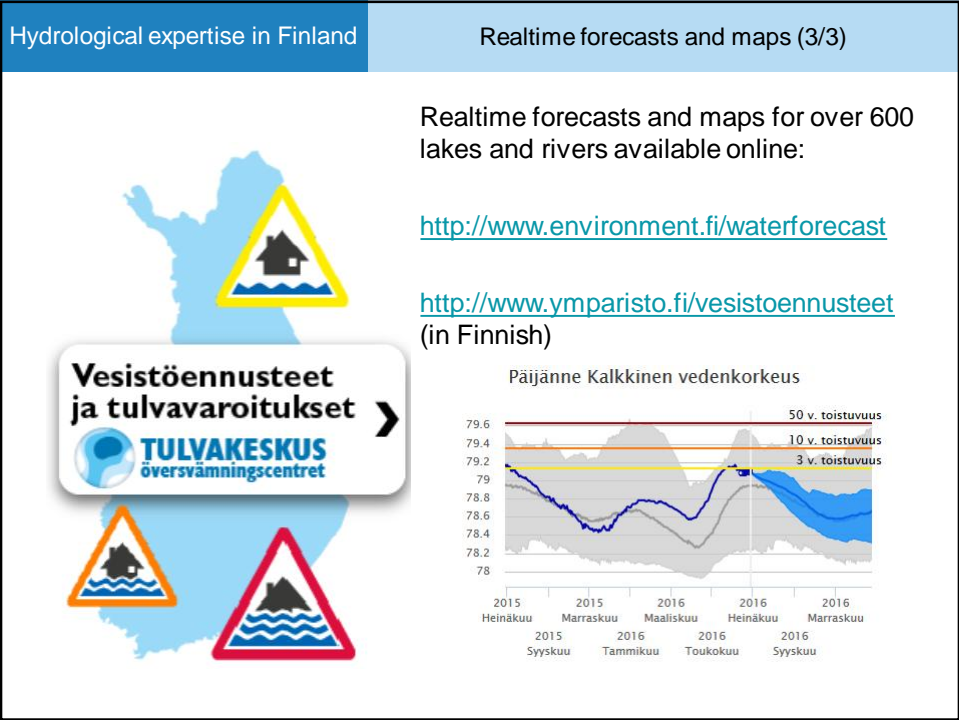 Hydrological expertise in Finland
Realtime forecasts and maps (3/3)
Realtime forecasts and maps for over 600
lakes and rivers available online:
http://www.environment.fi/waterforecast
http://www.ymparisto.fi/vesistoennusteet
(in Finnish)
Vesistöennusteet
ja tulvavaroitukset
TULVAKESKUS
översvämningscentret
Päijänne Kalkkinen vedenkorkeus
50 v. toistuvuus
79.6
10 v. toistuvuus
79.4
3 v. toistuvuus
79.2
79
78.8
78.6
78.4
78.2
78
2015 2015 2016 2016 2016
Heinäkuu Marraskuu Maaliskuu Heinäkuu Marraskuu
2015 2016 2016 2016
Syyskuu Tammikuu Toukokuu Syyskuu